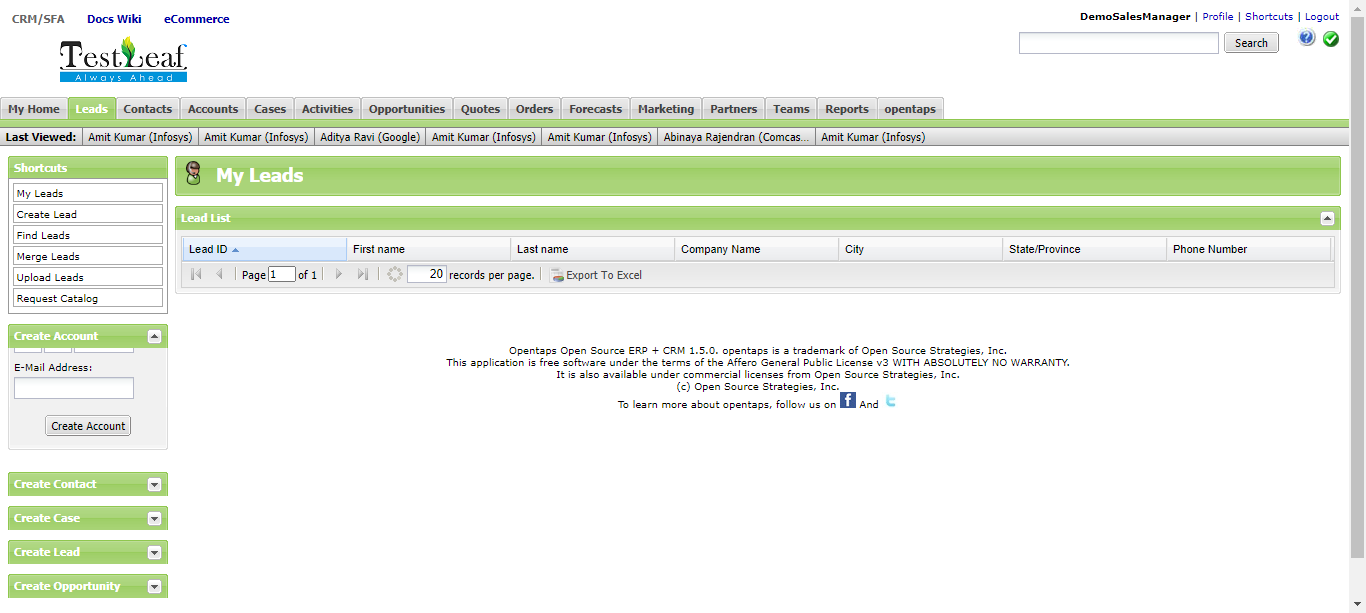 CRM/SFA Docs Wiki eCommerce
DemoSalesManager | Profile | Shortcuts | Logout
TestLeaf
Always Ahead
Search
My Home Leads Contacts Accounts Cases Activities Opportunities Quotes Orders Forecasts Marketing Partners Teams Reports opentaps
Last Viewed: Amit Kumar (Infosys) Amit Kumar (Infosys) Aditya Ravi (Google) Amit Kumar (Infosys) Amit Kumar (Infosys) Abinaya Rajendran (Comcas... Amit Kumar (Infosys)
Shortcuts
My Leads
Create Lead
Find Leads
Merge Leads
Upload Leads
Request Catalog
Create Account
E-Mail Address:
Create Account
Create Contact
Create Case
Create Lead
Create Opportunity
My Leads
Lead List
Lead ID First name Last name Company Name City State/Province Phone Number
Page 1 of 1 20 records per page. Export To Excel
Opentaps Open Source ERP + CRM 1.5.0. opentaps is a trademark of Open Source Strategies, Inc.
This application is free software under the terms of the Affero General Public License v3 WITH ABSOLUTELY NO WARRANTY.
It is also available under commercial licenses from Open Source Strategies, Inc.
(c) Open Source Strategies, Inc.
To learn more about opentaps, follow us on f And t